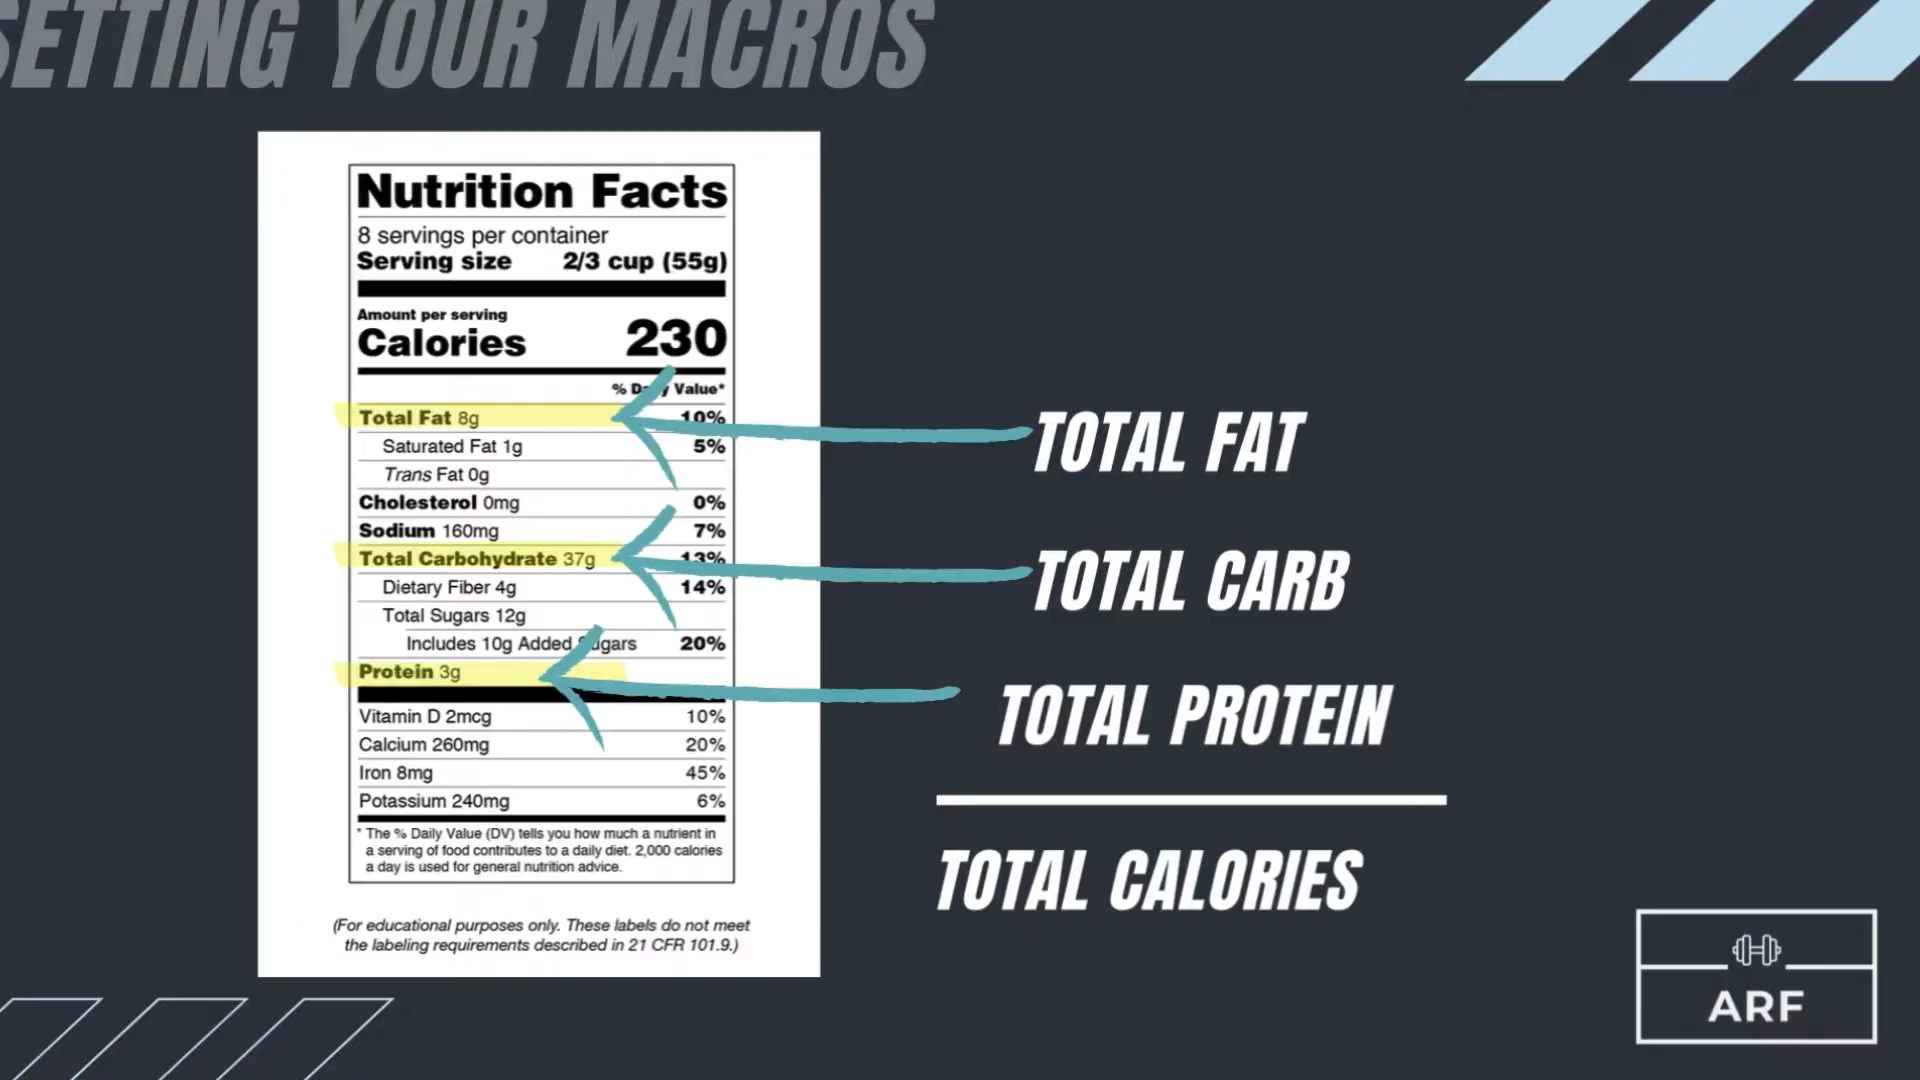 SETTING YOUR MACROS
Nutrition Facts
8 servings per container
Serving size 2/3 cup (55g)
Amount per serving
Calories 230
% Daily Value*
Total Fat 8g 10%
Saturated Fat 1g 5%
Trans Fat 0g
Cholesterol 0mg 0%
Sodium 160mg 7%
Total Carbohydrate 37g 13%
Dietary Fiber 4g 14%
Total Sugars 12g
Includes 10g Added Sugars 20%
Protein 3g
Vitamin D 2mcg 10%
Calcium 260mg 20%
Iron 8mg 45%
Potassium 240mg 6%
* The % Daily Value (DV) tells you how much a nutrient in
a serving of food contributes to a daily diet. 2,000 calories
a day is used for general nutrition advice.
(For educational purposes only. These labels do not meet
the labeling requirements described in 21 CFR 101.9.)
TOTAL FAT
TOTAL CARB
TOTAL PROTEIN
TOTAL CALORIES
ARF